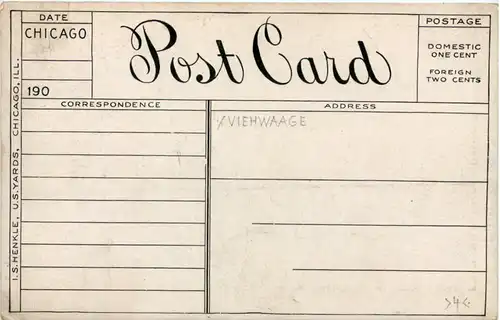 DATE
CHICAGO
190
Post Card
POSTAGE
DOMESTIC
ONE CENT
FOREIGN
TWO CENTS
CORRESPONDENCE
ADDRESS
VIEHWAAGE
I.S. HENKLE, U.S. YARDS, CHICAGO, ILL.